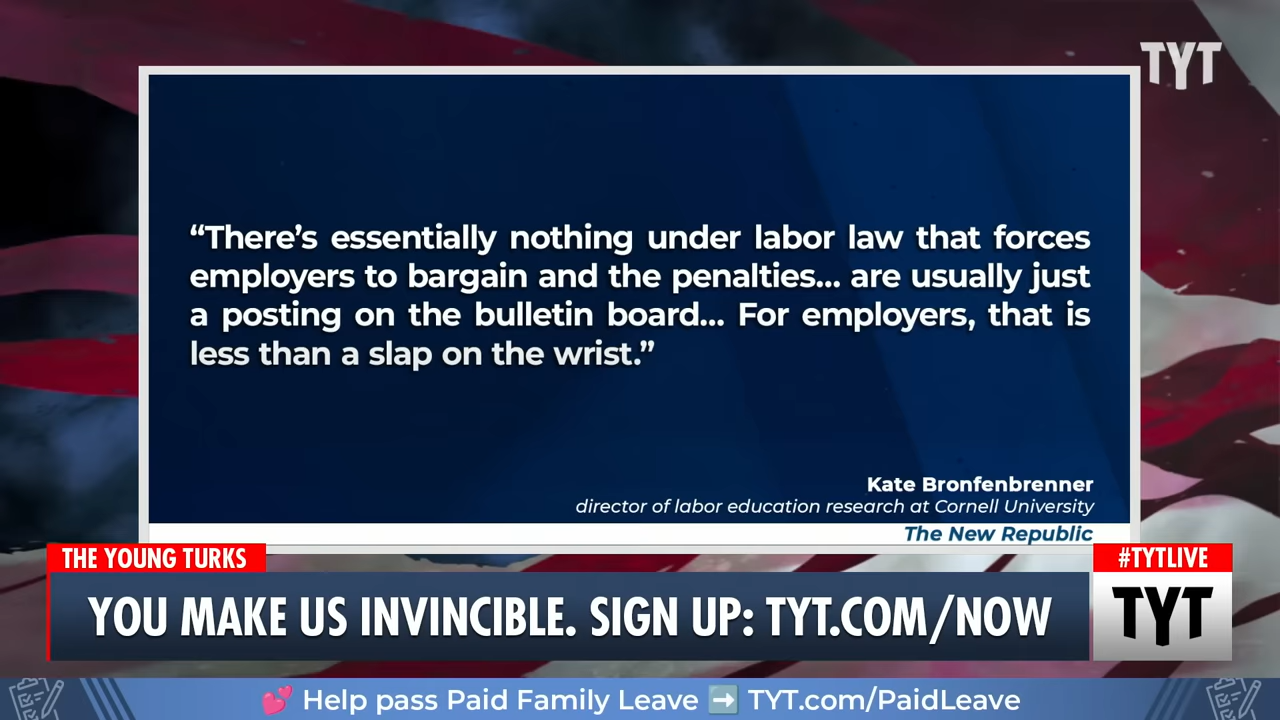 TYT
“There’s essentially nothing under labor law that forces
employers to bargain and the penalties... are usually just
a posting on the bulletin board... For employers, that is
less than a slap on the wrist.”
Kate Bronfenbrenner
director of labor education research at Cornell University
The New Republic
THE YOUNG TURKS
#TYTLIVE
YOU MAKE US INVINCIBLE. SIGN UP: TYT.COM/NOW
TYT
💕 Help pass Paid Family Leave ➡️ TYT.com/PaidLeave